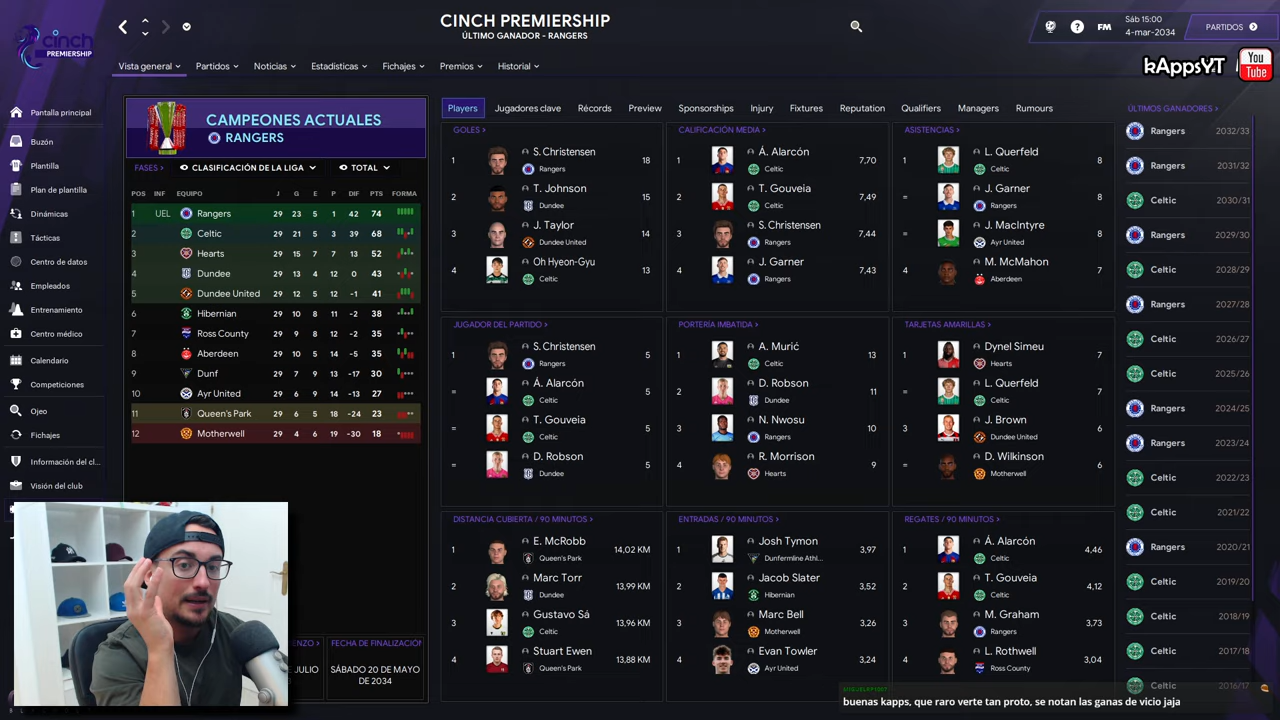 cinch
PREMIERSHIP
CINCH PREMIERSHIP
ÚLTIMO GANADOR - RANGERS
FM
Sáb 15:00
4-mar-2034
PARTIDOS
kAppsYT /
You
Tube
Vista general
Partidos
Noticias
Estadísticas
Fichajes
Premios
Historial
Pantalla principal
Buzón
Plantilla
Plan de plantilla
Dinámicas
Tácticas
Centro de datos
Empleados
Entrenamiento
Centro médico
Calendario
Competiciones
Ojeo
Fichajes
Información del cl...
Visión del club
CAMPEONES ACTUALES
RANGERS
FASES >
CLASIFICACIÓN DE LA LIGA
TOTAL
POS INF EQUIPO J G E P DIF PTS FORMA
1 UEL Rangers 29 23 5 1 42 74
2 Celtic 29 21 5 3 39 68
3 Hearts 29 15 7 7 13 52
4 Dundee 29 13 4 12 0 43
5 Dundee United 29 12 5 12 -1 41
6 Hibernian 29 10 8 11 -2 38
7 Ross County 29 9 8 12 -2 35
8 Aberdeen 29 10 5 14 -5 35
9 Dunf 29 7 9 13 -17 30
10 Ayr United 29 6 9 14 -13 27
11 Queen's Park 29 6 5 18 -24 23
12 Motherwell 29 4 6 19 -30 18
NZO >
JULIO
FECHA DE FINALIZACIÓN
SÁBADO 20 DE MAYO
DE 2034
Players
Jugadores clave
Récords
Preview
Sponsorships
Injury
Fixtures
Reputation
Qualifiers
Managers
Rumours
GOLES >
1 S. Christensen 18
Rangers
2 T. Johnson 15
Dundee
3 J. Taylor 14
Dundee United
4 Oh Hyeon-Gyu 13
Celtic
CALIFICACIÓN MEDIA >
1 Á. Alarcón 7,70
Celtic
2 T. Gouveia 7,49
Celtic
3 S. Christensen 7,44
Rangers
4 J. Garner 7,43
Rangers
ASISTENCIAS >
1 L. Querfeld 8
Celtic
= J. Garner 8
Rangers
= J. MacIntyre 8
Ayr United
4 M. McMahon 7
Aberdeen
JUGADOR DEL PARTIDO >
1 S. Christensen 5
Rangers
= Á. Alarcón 5
Celtic
= T. Gouveia 5
Celtic
= D. Robson 5
Dundee
PORTERÍA IMBATIDA >
1 A. Murić 13
Celtic
2 D. Robson 11
Dundee
3 N. Nwosu 10
Rangers
4 R. Morrison 9
Hearts
TARJETAS AMARILLAS >
1 Dynel Simeu 7
Hearts
= L. Querfeld 7
Celtic
3 J. Brown 6
Dundee United
= D. Wilkinson 6
Motherwell
DISTANCIA CUBIERTA / 90 MINUTOS >
1 E. McRobb 14,02 KM
Queen's Park
2 Marc Torr 13,99 KM
Dundee
3 Gustavo Sá 13,96 KM
Celtic
4 Stuart Ewen 13,88 KM
Queen's Park
ENTRADAS / 90 MINUTOS >
1 Josh Tymon 3,97
Dunfermline Athl...
2 Jacob Slater 3,52
Hibernian
3 Marc Bell 3,26
Motherwell
4 Evan Towler 3,24
Ayr United
REGATES / 90 MINUTOS >
1 Á. Alarcón 4,46
Celtic
2 T. Gouveia 4,12
Celtic
3 M. Graham 3,73
Rangers
4 L. Rothwell 3,04
Ross County
ÚLTIMOS GANADORES >
Rangers 2032/33
Rangers 2031/32
Celtic 2030/31
Rangers 2029/30
Celtic 2028/29
Rangers 2027/28
Celtic 2026/27
Celtic 2025/26
Rangers 2024/25
Rangers 2023/24
Celtic 2022/23
Celtic 2021/22
Rangers 2020/21
Celtic 2019/20
Celtic 2018/19
Celtic 2017/18
Celtic 2016/17
buenas kapps, que raro verte tan proto, se notan las ganas de vicio jaja